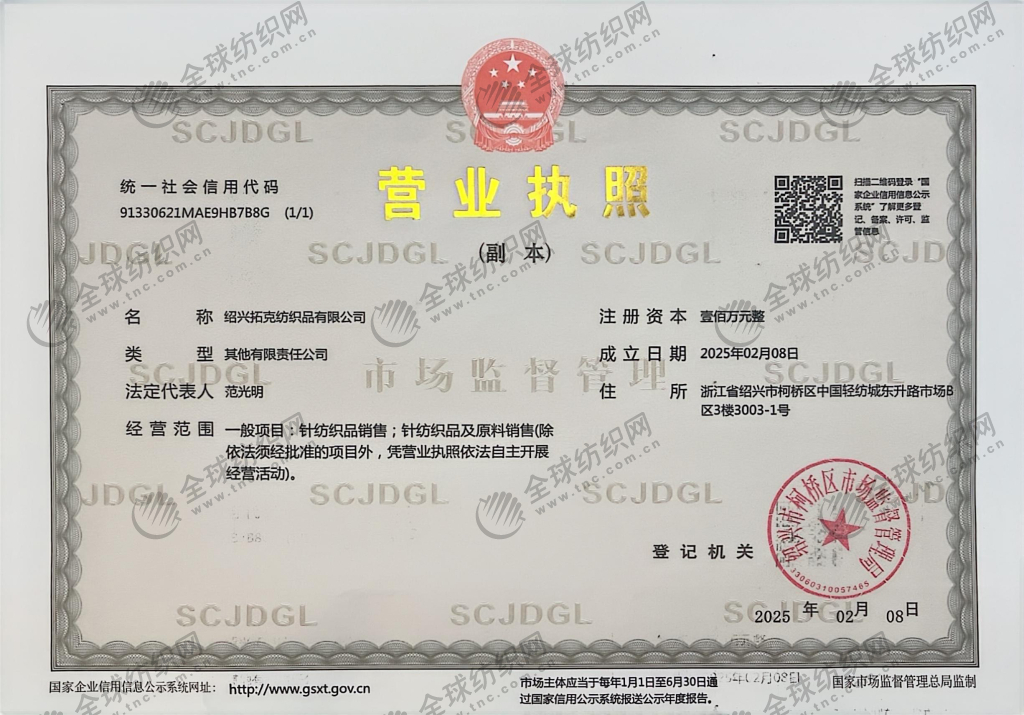 营业执照
(副 本)
统一社会信用代码
91330621MAE9HB7B8G (1/1)
扫描二维码登录“国
家企业信用信息公示
系统”了解更多登
记、备案、许可、监
管信息
名 称 绍兴拓克纺织品有限公司
类 型 其他有限责任公司
法定代表人 范光明
经营范围 一般项目：针纺织品销售；针纺织品及原料销售(除
依法须经批准的项目外，凭营业执照依法自主开展
经营活动)。
注册资本 壹佰万元整
成立日期 2025年02月08日
住 所 浙江省绍兴市柯桥区中国轻纺城东升路市场B
区3楼3003-1号
市场监督管理
SCJDGL
登记机关
绍兴市柯桥区市场监督管理局
33060310057465
2025 年 02月 08日
国家企业信用信息公示系统网址： http://www.gsxt.gov.cn
市场主体应当于每年1月1日至6月30日通
过国家信用公示系统报送公示年度报告。
国家市场监督管理总局监制
全球纺织网
www.tnc.com.cn